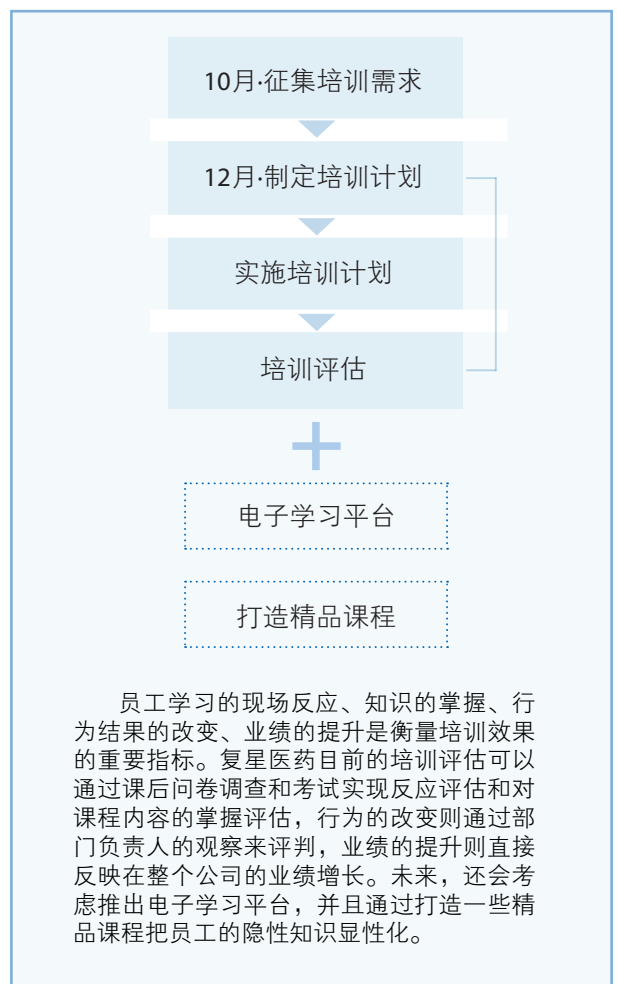 10月·征集培训需求
12月·制定培训计划
实施培训计划
培训评估
+
电子学习平台
打造精品课程
员工学习的现场反应、知识的掌握、行
为结果的改变、业绩的提升是衡量培训效果
的重要指标。复星医药目前的培训评估可以
通过课后问卷调查和考试实现反应评估和对
课程内容的掌握评估，行为的改变则通过部
门负责人的观察来评判，业绩的提升则直接
反映在整个公司的业绩增长。未来，还会考
虑推出电子学习平台，并且通过打造一些精
品课程把员工的隐性知识显性化。